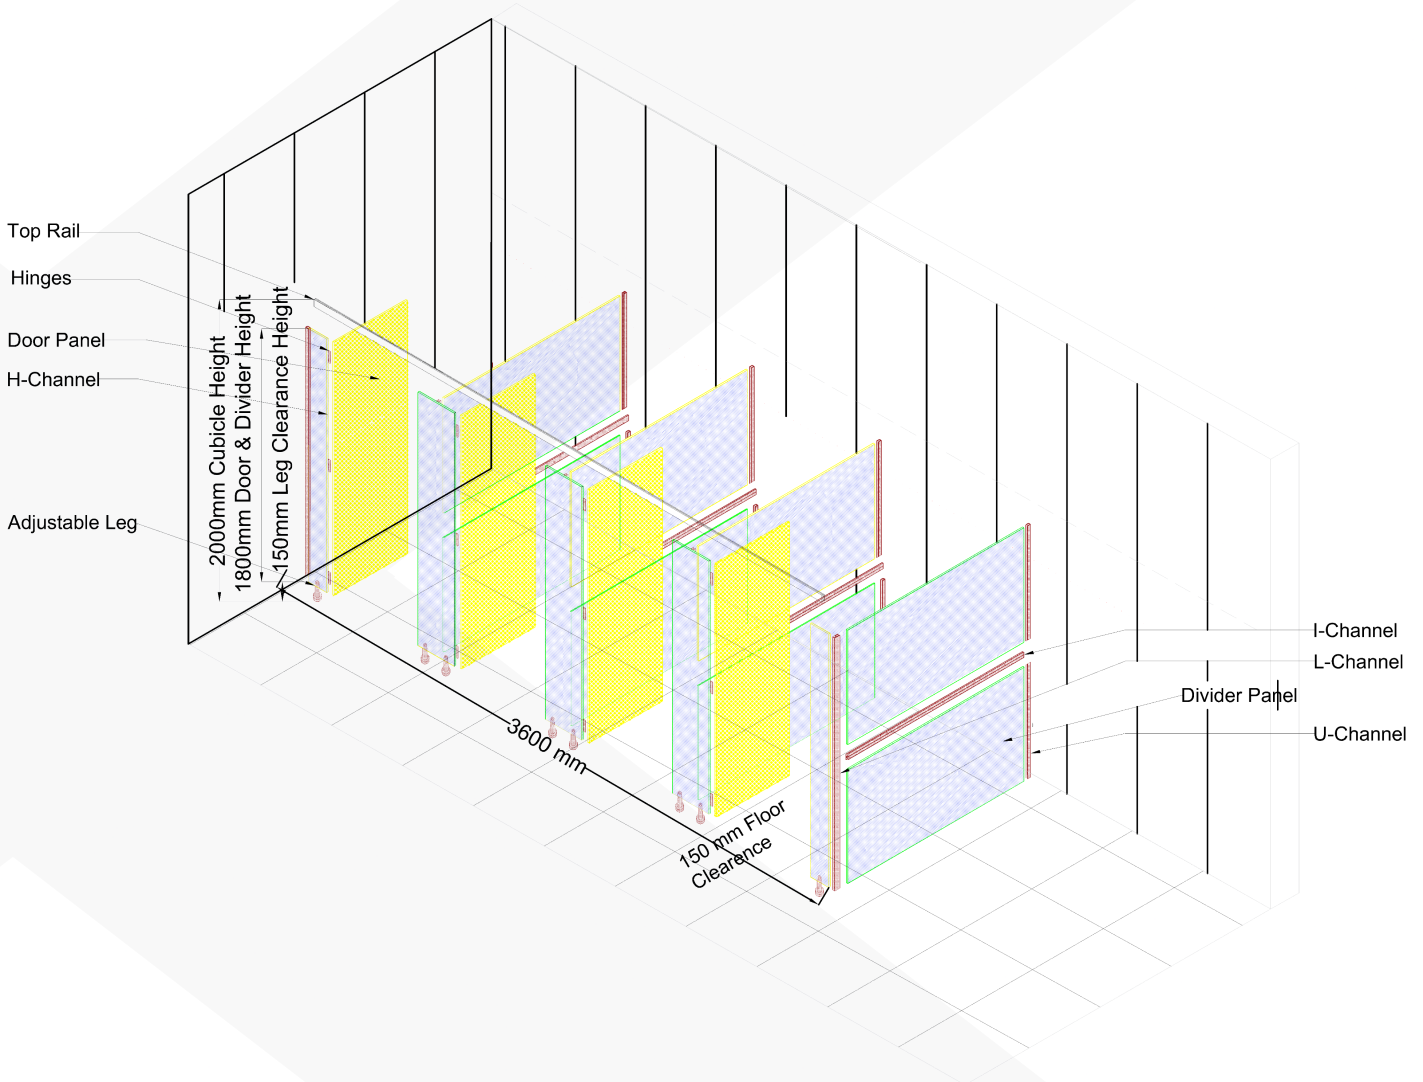 Top Rail
Hinges
Door Panel
H-Channel
Adjustable Leg
2000mm Cubicle Height
1800mm Door & Divider Height
150mm Leg Clearance Height
3600 mm
150 mm Floor
Clearence
I-Channel
L-Channel
Divider Panel
U-Channel